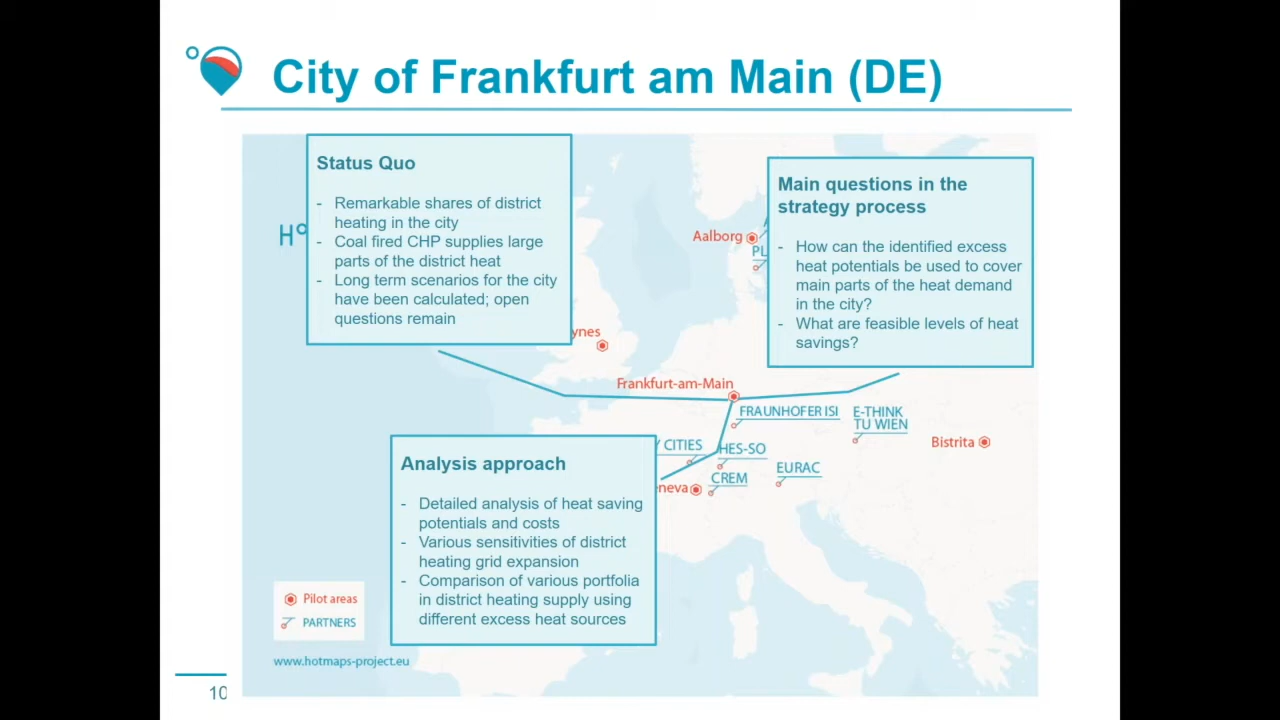 City of Frankfurt am Main (DE)
Status Quo
- Remarkable shares of district
heating in the city
- Coal fired CHP supplies large
parts of the district heat
- Long term scenarios for the city
have been calculated; open
questions remain
Main questions in the
strategy process
- How can the identified excess
heat potentials be used to cover
main parts of the heat demand
in the city?
- What are feasible levels of heat
savings?
Aalborg
Frankfurt-am-Main
FRAUNHOFER ISI
E-THINK
TU WIEN
Bistrita
CITIES
HES-SO
CREM
EURAC
Analysis approach
- Detailed analysis of heat saving
potentials and costs
- Various sensitivities of district
heating grid expansion
- Comparison of various portfolia
in district heating supply using
different excess heat sources
Pilot areas
PARTNERS
www.hotmaps-project.eu
10